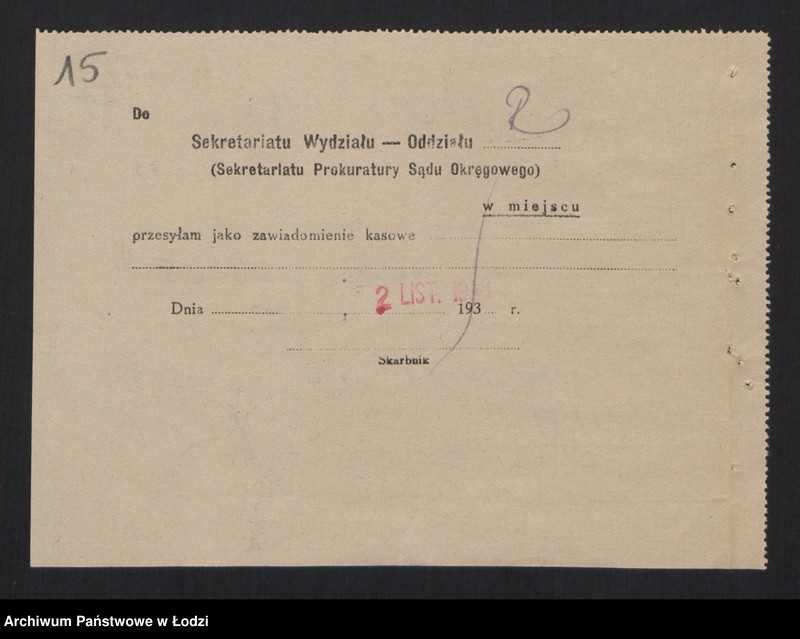 15
Do
Sekretariatu Wydziału — Oddziału
(Sekretariatu Prokuratury Sądu Okręgowego)
w miejscu
przesyłam jako zawiadomienie kasowe
2 LIST.
Dnia 193 r.
Skarbnik
Archiwum Państwowe w Łodzi